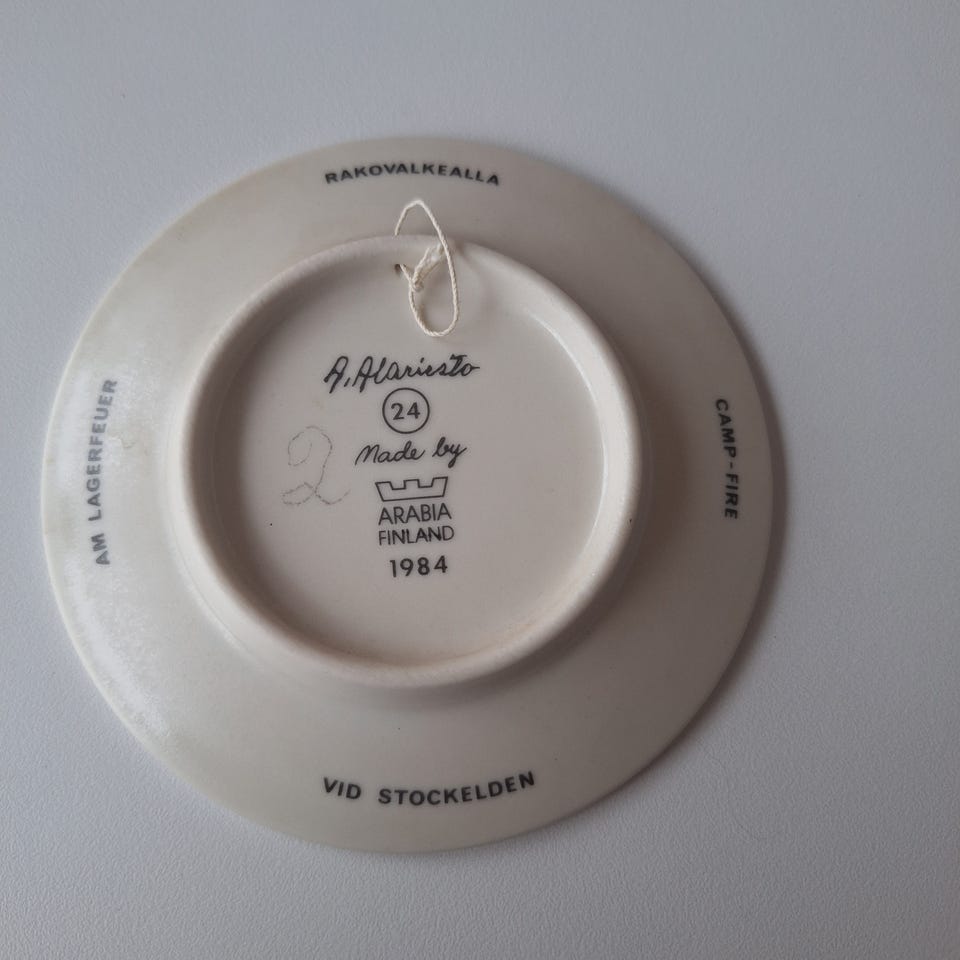 RAKOVALKEALLA
A. Alariesto
24
Made by
ARABIA
FINLAND
1984
2
AM LAGERFEUER
CAMP-FIRE
VID STOCKELDEN